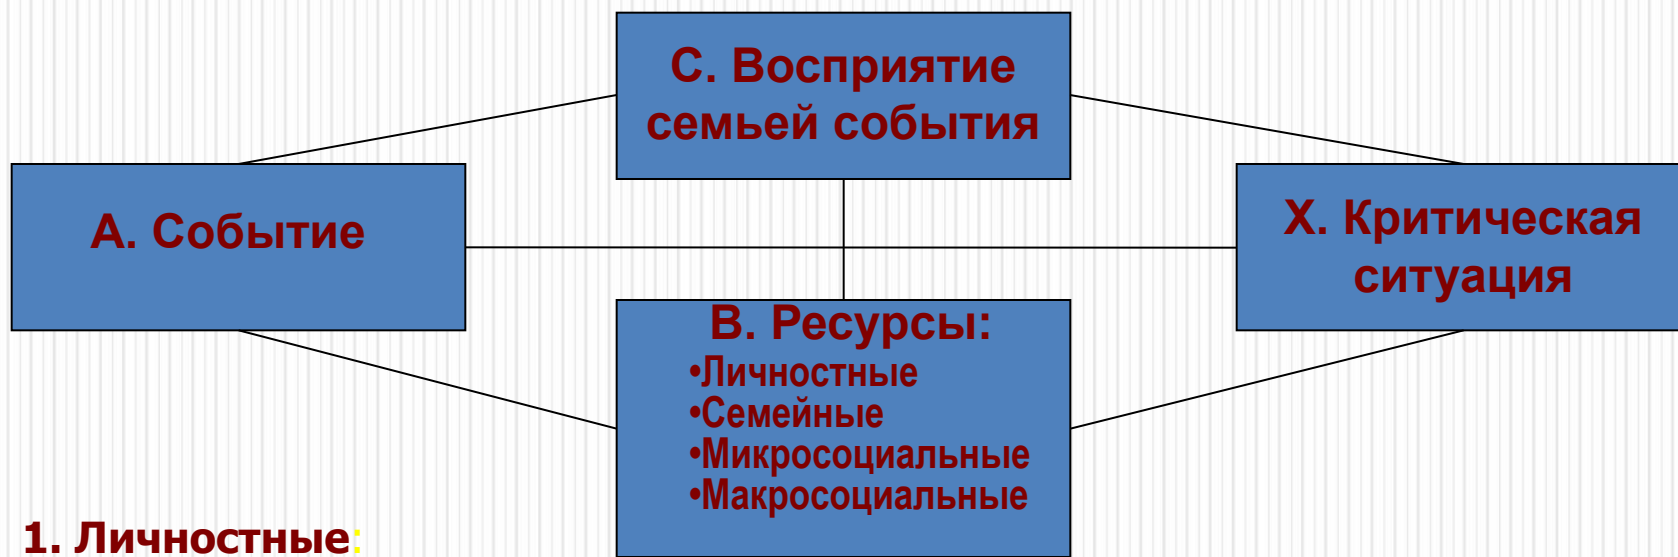 С. Восприятие
семьей события
А. Событие
Х. Критическая
ситуация
В. Ресурсы:
•Личностные
•Семейные
•Микросоциальные
•Макросоциальные
1. Личностные: